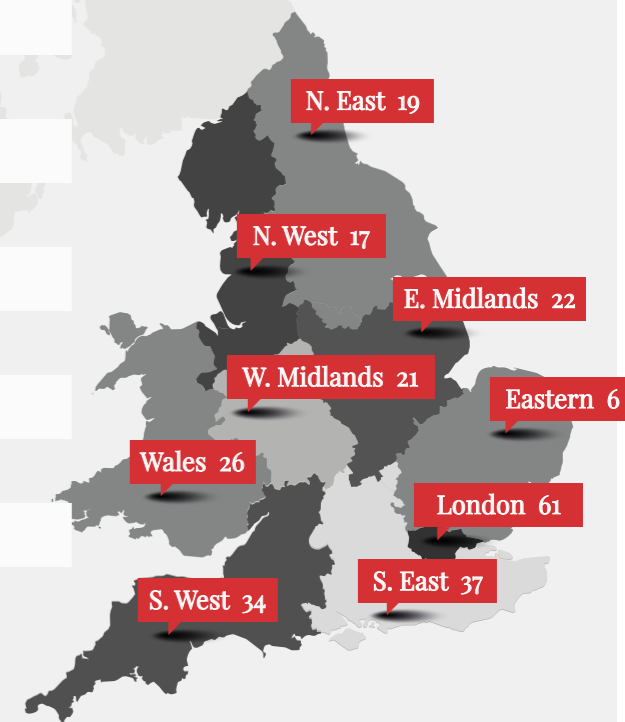 N. East 19
N. West 17
E. Midlands 22
W. Midlands 21
Eastern 6
Wales 26
London 61
S. East 37
S. West 34